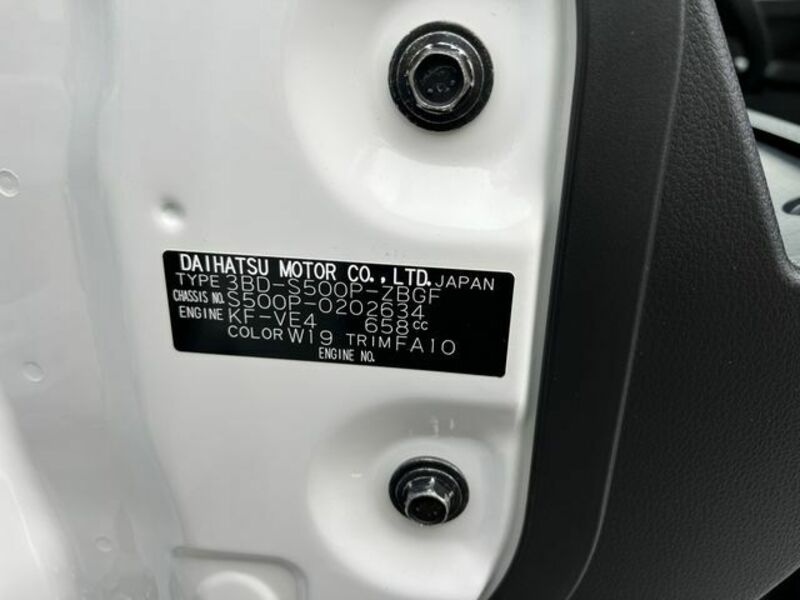 DAIHATSU MOTOR CO.,LTD. JAPAN
TYPE 3BD-S500P-ZBGF
CHASSIS NO. S500P-0202634
ENGINE KF-VE4 658cc
COLOR W19 TRIM FA10
ENGINE NO.